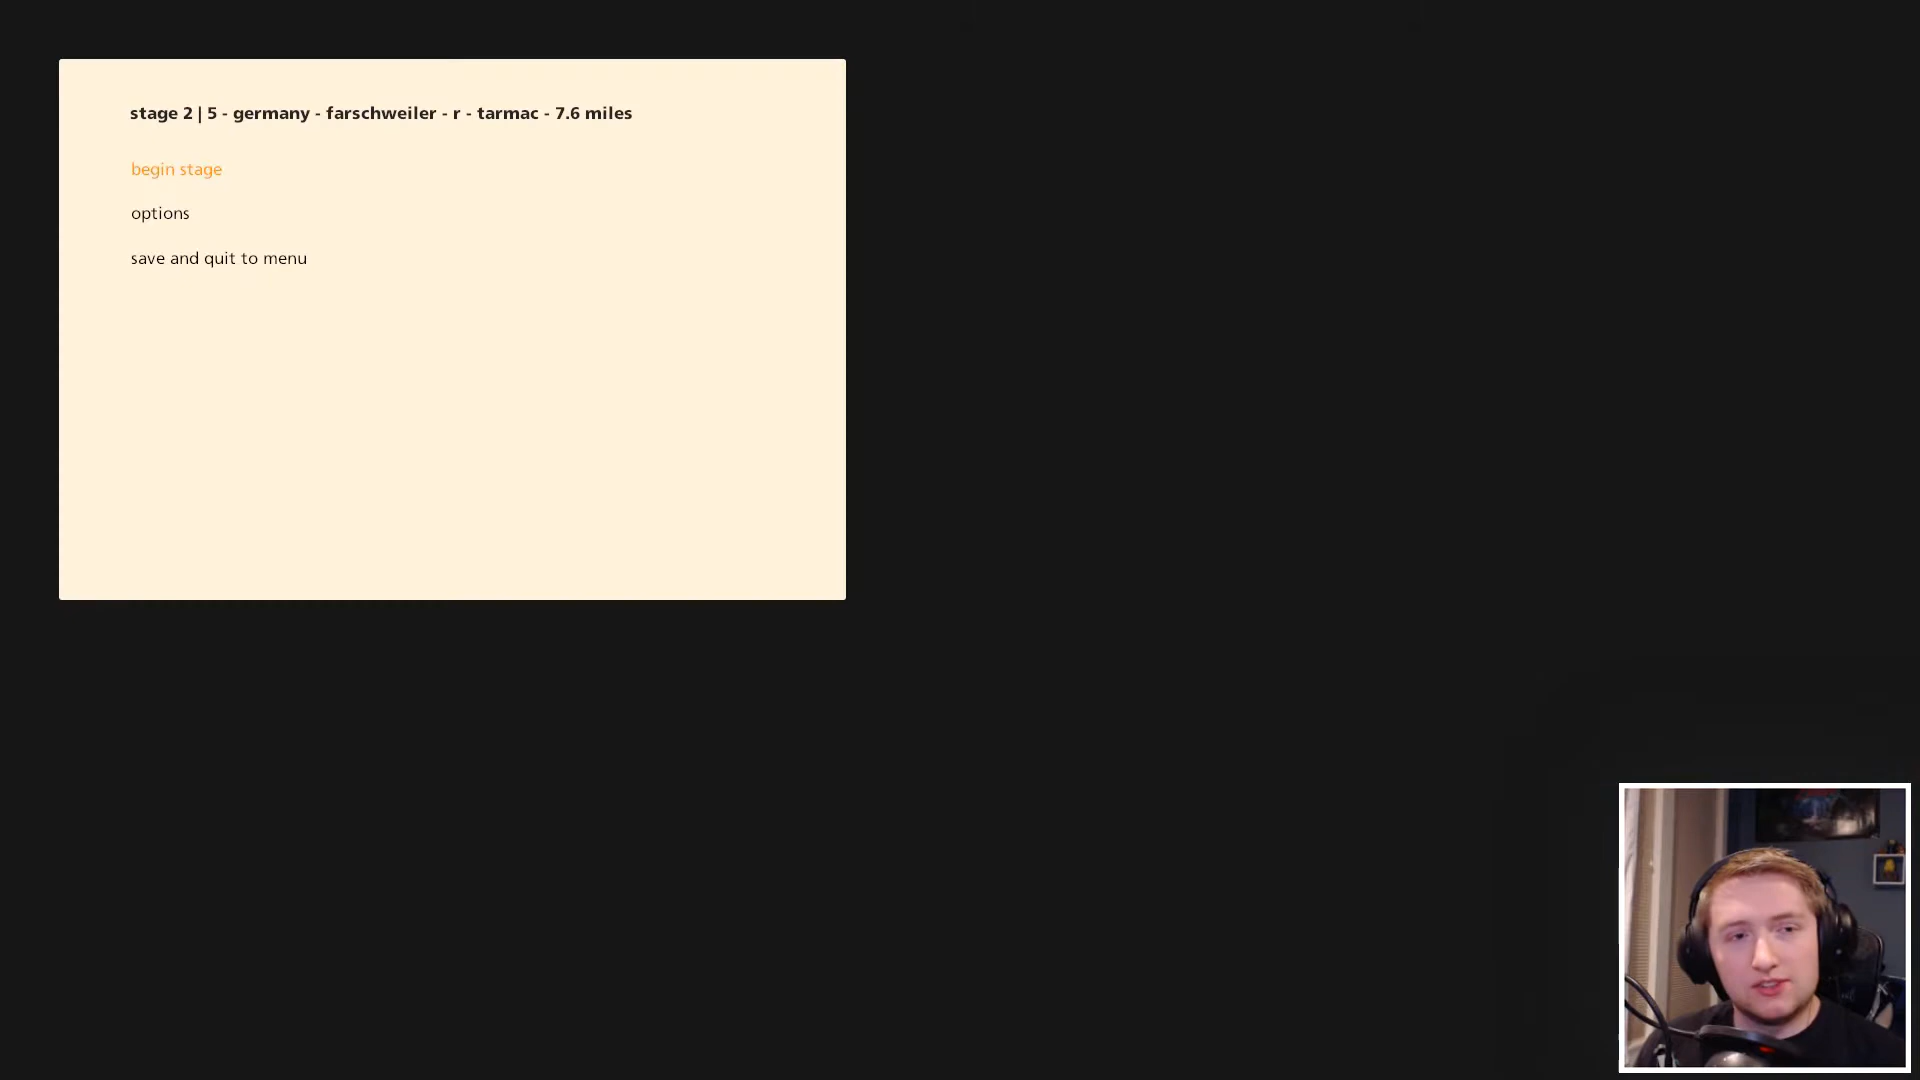 stage 2 | 5 - germany - farschweiler - r - tarmac - 7.6 miles
begin stage
options
save and quit to menu